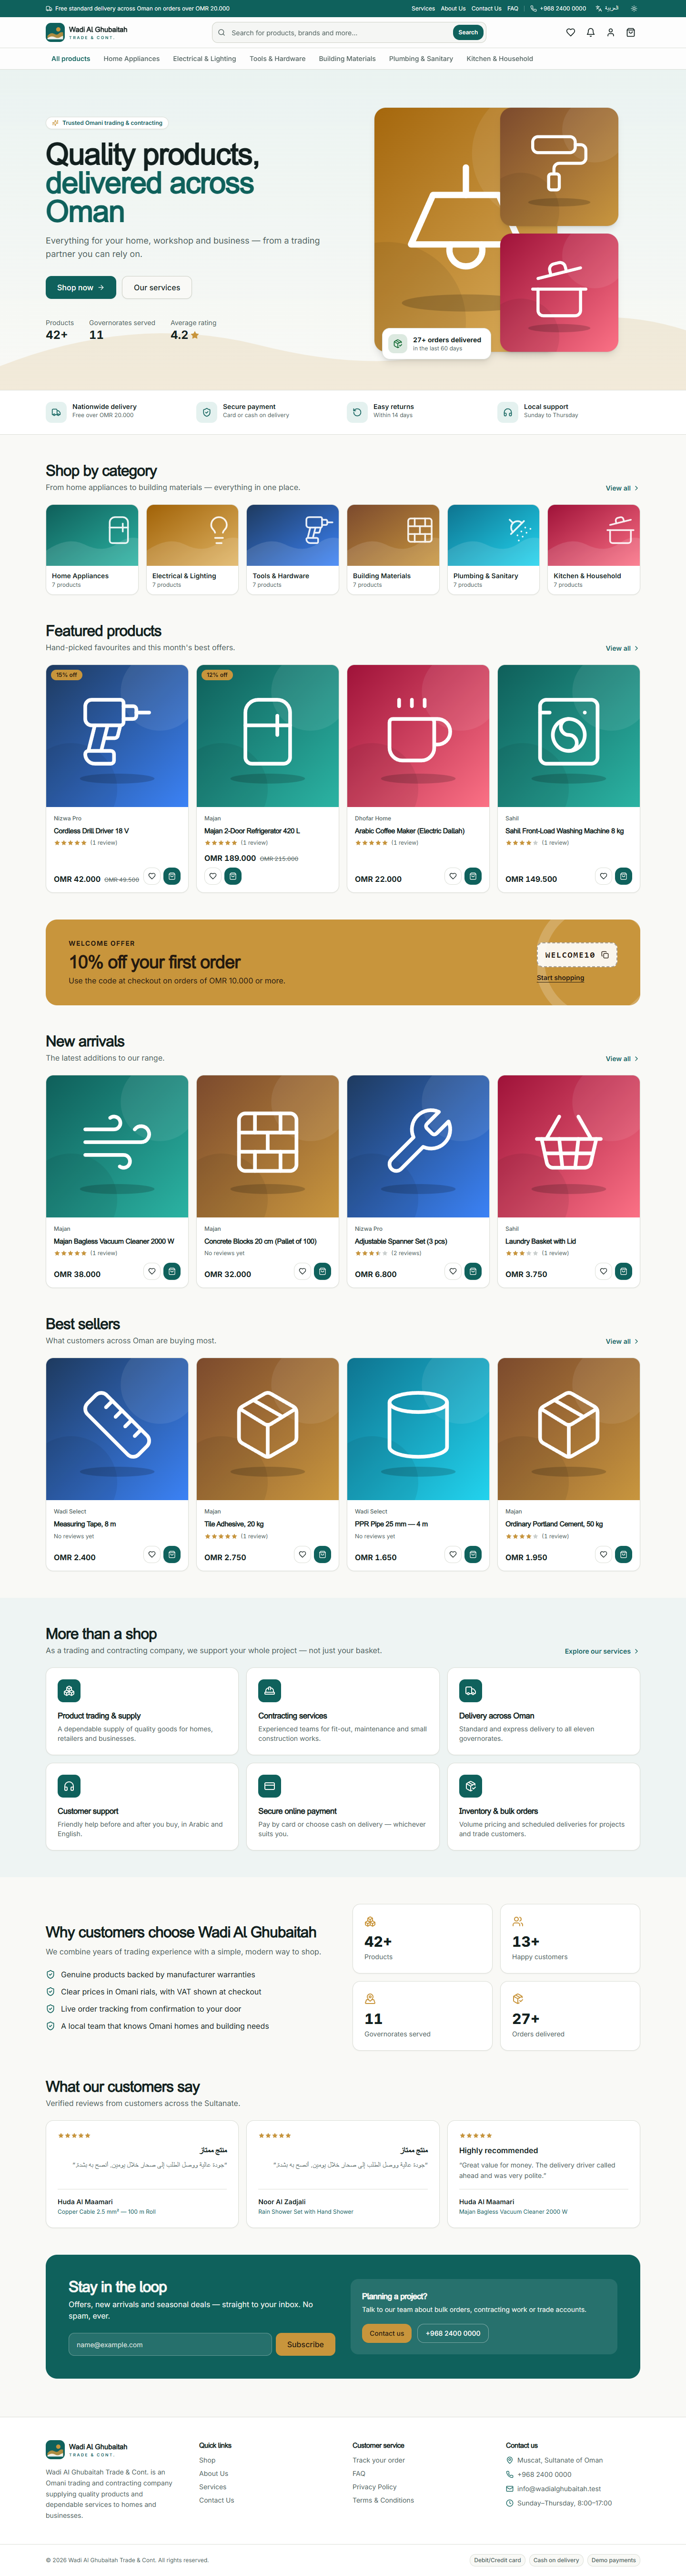 Free standard delivery across Oman on orders over OMR 20.000
Services About Us Contact Us FAQ +968 2400 0000 العربية
Wadi Al Ghubaitah
TRADE & CONT.
Search for products, brands and more...
Search
All products Home Appliances Electrical & Lighting Tools & Hardware Building Materials Plumbing & Sanitary Kitchen & Household
Trusted Omani trading & contracting
Quality products,
delivered across
Oman
Everything for your home, workshop and business — from a trading
partner you can rely on.
Shop now
Our services
Products Governorates served Average rating
42+ 11 4.2
27+ orders delivered
in the last 60 days
Nationwide delivery
Free over OMR 20.000
Secure payment
Card or cash on delivery
Easy returns
Within 14 days
Local support
Sunday to Thursday
Shop by category
From home appliances to building materials — everything in one place.
View all
Home Appliances
7 products
Electrical & Lighting
7 products
Tools & Hardware
7 products
Building Materials
7 products
Plumbing & Sanitary
7 products
Kitchen & Household
7 products
Featured products
Hand-picked favourites and this month's best offers.
View all
15% off
Nizwa Pro
Cordless Drill Driver 18 V
(1 review)
OMR 42.000 OMR 49.500
12% off
Majan
Majan 2-Door Refrigerator 420 L
(1 review)
OMR 189.000 OMR 215.000
Dhofar Home
Arabic Coffee Maker (Electric Dallah)
(1 review)
OMR 22.000
Sahil
Sahil Front-Load Washing Machine 8 kg
(1 review)
OMR 149.500
WELCOME OFFER
10% off your first order
Use the code at checkout on orders of OMR 10.000 or more.
WELCOME10
Start shopping
New arrivals
The latest additions to our range.
View all
Majan
Majan Bagless Vacuum Cleaner 2000 W
(1 review)
OMR 38.000
Majan
Concrete Blocks 20 cm (Pallet of 100)
No reviews yet
OMR 32.000
Nizwa Pro
Adjustable Spanner Set (3 pcs)
(2 reviews)
OMR 6.800
Sahil
Laundry Basket with Lid
(1 review)
OMR 3.750
Best sellers
What customers across Oman are buying most.
View all
Wadi Select
Measuring Tape, 8 m
No reviews yet
OMR 2.400
Majan
Tile Adhesive, 20 kg
(1 review)
OMR 2.750
Wadi Select
PPR Pipe 25 mm — 4 m
No reviews yet
OMR 1.650
Majan
Ordinary Portland Cement, 50 kg
(1 review)
OMR 1.950
More than a shop
As a trading and contracting company, we support your whole project — not just your basket.
Explore our services
Product trading & supply
A dependable supply of quality goods for homes,
retailers and businesses.
Contracting services
Experienced teams for fit-out, maintenance and small
construction works.
Delivery across Oman
Standard and express delivery to all eleven
governorates.
Customer support
Friendly help before and after you buy, in Arabic and
English.
Secure online payment
Pay by card or choose cash on delivery — whichever
suits you.
Inventory & bulk orders
Volume pricing and scheduled deliveries for projects
and trade customers.
Why customers choose Wadi Al Ghubaitah
We combine years of trading experience with a simple, modern way to shop.
Genuine products backed by manufacturer warranties
Clear prices in Omani rials, with VAT shown at checkout
Live order tracking from confirmation to your door
A local team that knows Omani homes and building needs
42+
Products
13+
Happy customers
11
Governorates served
27+
Orders delivered
What our customers say
Verified reviews from customers across the Sultanate.
منتج ممتاز
"جودة عالية ووصل الطلب إلى صحار خلال يومين. أنصح به بشدة."
Huda Al Maamari
Copper Cable 2.5 mm² — 100 m Roll
منتج ممتاز
"جودة عالية ووصل الطلب إلى صحار خلال يومين. أنصح به بشدة."
Noor Al Zadjali
Rain Shower Set with Hand Shower
Highly recommended
"Great value for money. The delivery driver called
ahead and was very polite."
Huda Al Maamari
Majan Bagless Vacuum Cleaner 2000 W
Stay in the loop
Offers, new arrivals and seasonal deals — straight to your inbox. No
spam, ever.
name@example.com
Subscribe
Planning a project?
Talk to our team about bulk orders, contracting work or trade accounts.
Contact us
+968 2400 0000
Wadi Al Ghubaitah
TRADE & CONT.
Wadi Al Ghubaitah Trade & Cont. is an
Omani trading and contracting company
supplying quality products and
dependable services to homes and
businesses.
Quick links
Shop
About Us
Services
Contact Us
Customer service
Track your order
FAQ
Privacy Policy
Terms & Conditions
Contact us
Muscat, Sultanate of Oman
+968 2400 0000
info@wadialghubaitah.test
Sunday–Thursday, 8:00–17:00
© 2026 Wadi Al Ghubaitah Trade & Cont. All rights reserved.
Debit/Credit card Cash on delivery Demo payments